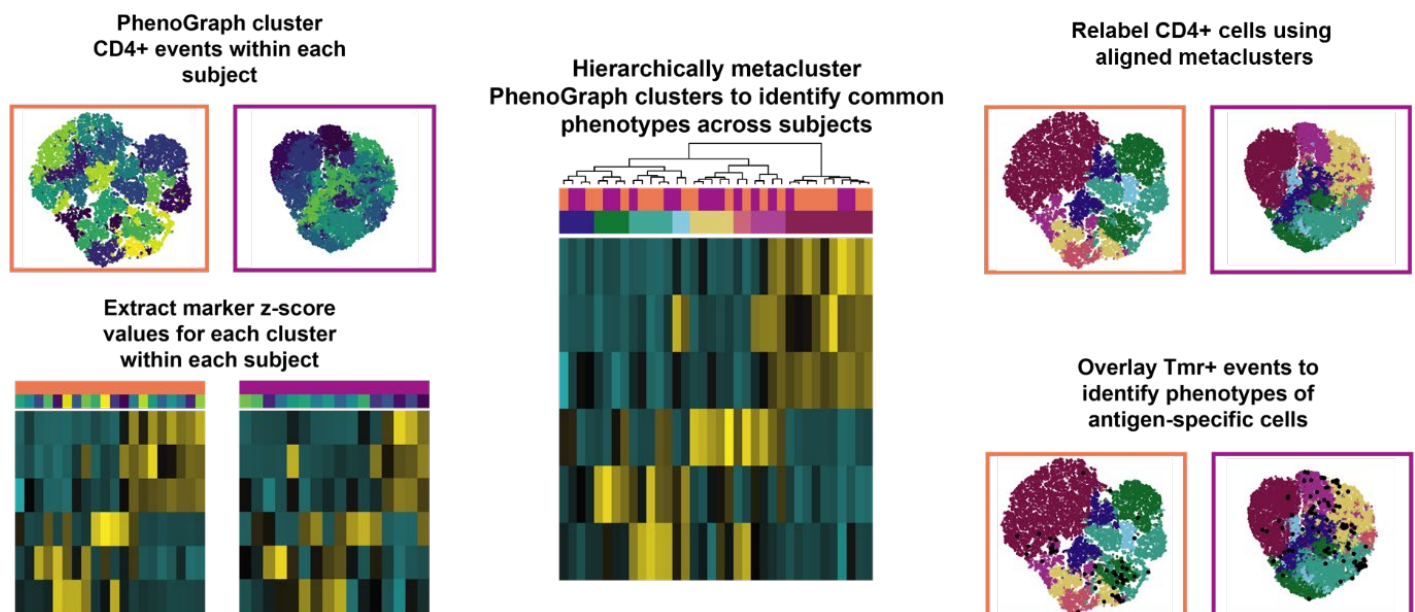 PhenoGraph cluster
CD4+ events within each
subject
Extract marker z-score
values for each cluster
within each subject
Hierarchically metacluster
PhenoGraph clusters to identify common
phenotypes across subjects
Relabel CD4+ cells using
aligned metaclusters
Overlay Tmr+ events to
identify phenotypes of
antigen-specific cells